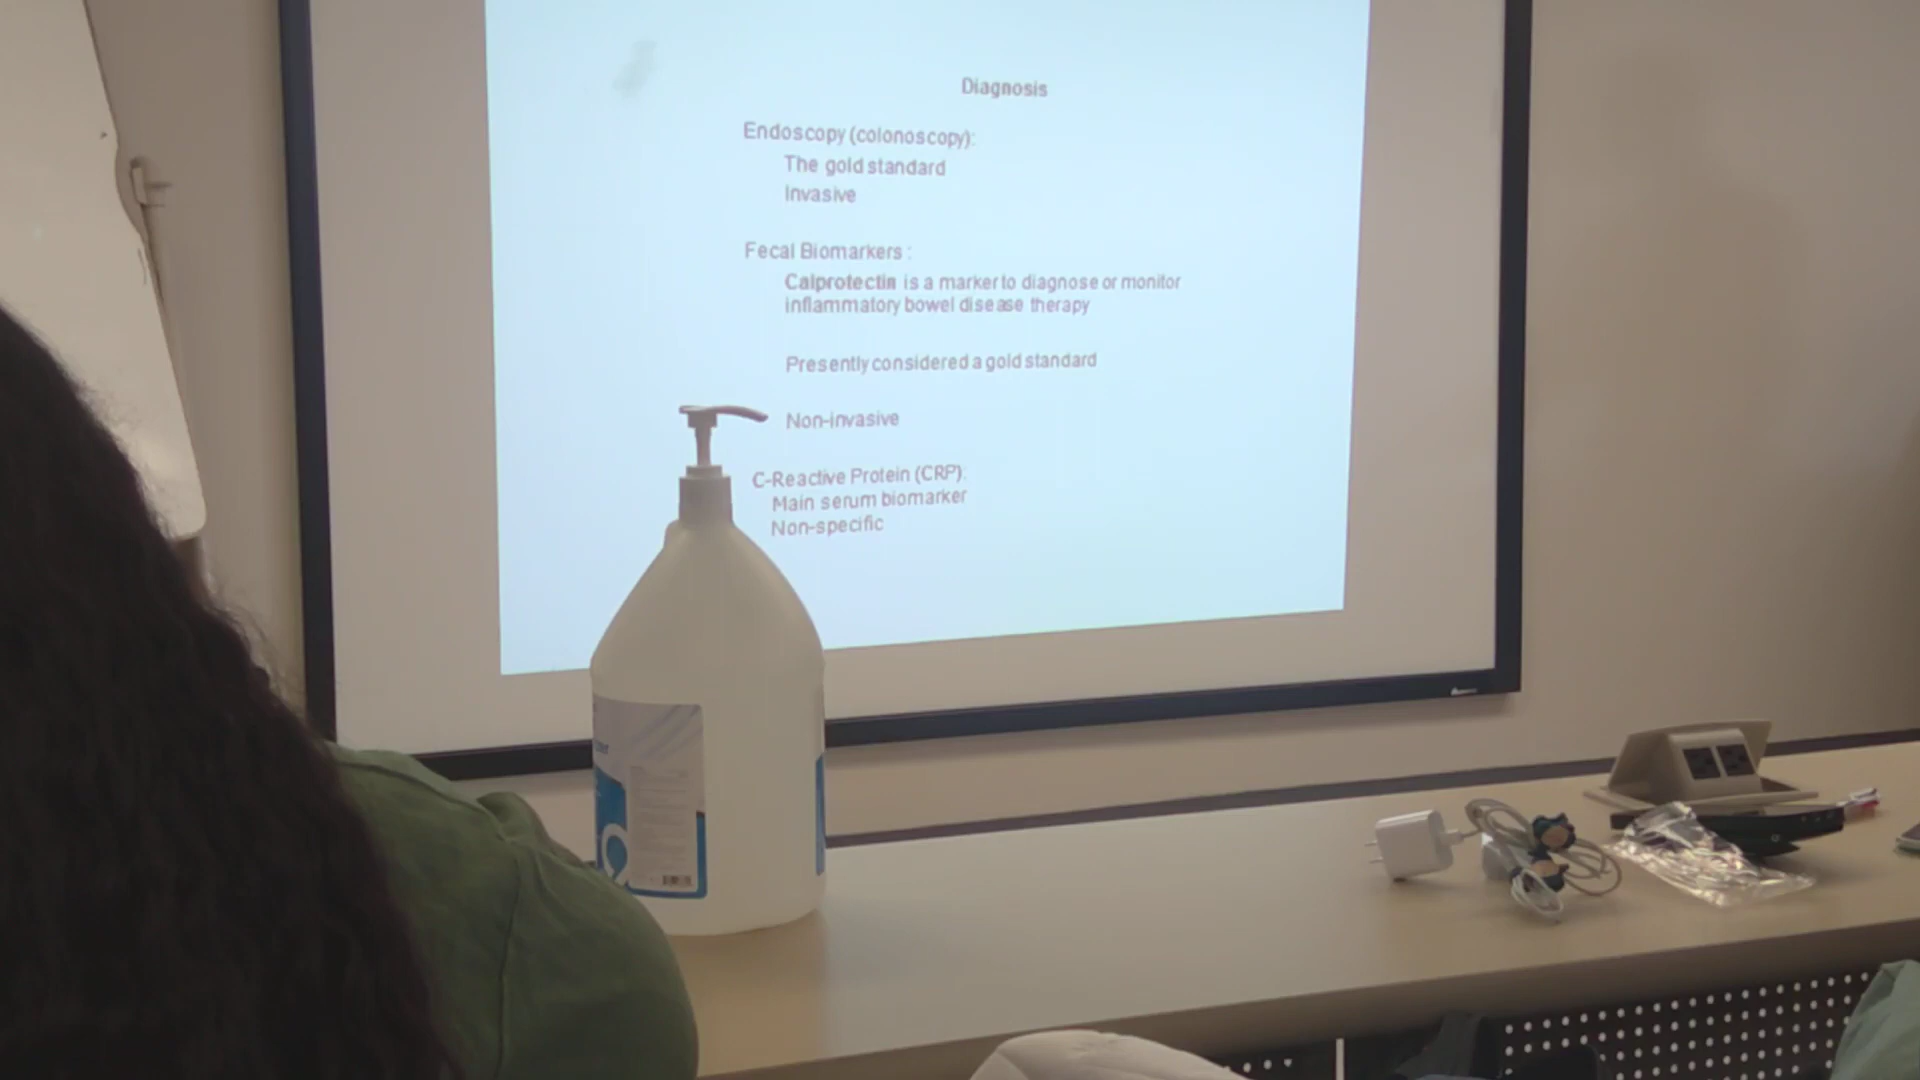 Diagnosis
Endoscopy (colonoscopy):
The gold standard
Invasive
Fecal Biomarkers :
Calprotectin is a marker to diagnose or monitor
inflammatory bowel disease therapy
Presently considered a gold standard
Non-invasive
C-Reactive Protein (CRP):
Main serum biomarker
Non-specific